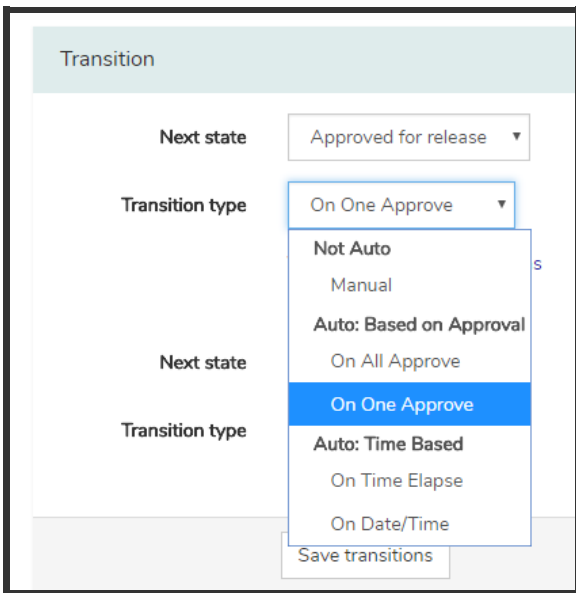 Transition
Next state Approved for release
Transition type On One Approve
Not Auto
s
Manual
Auto: Based on Approval
Next state On All Approve
On One Approve
Transition type Auto: Time Based
On Time Elapse
On Date/Time
Save transitions